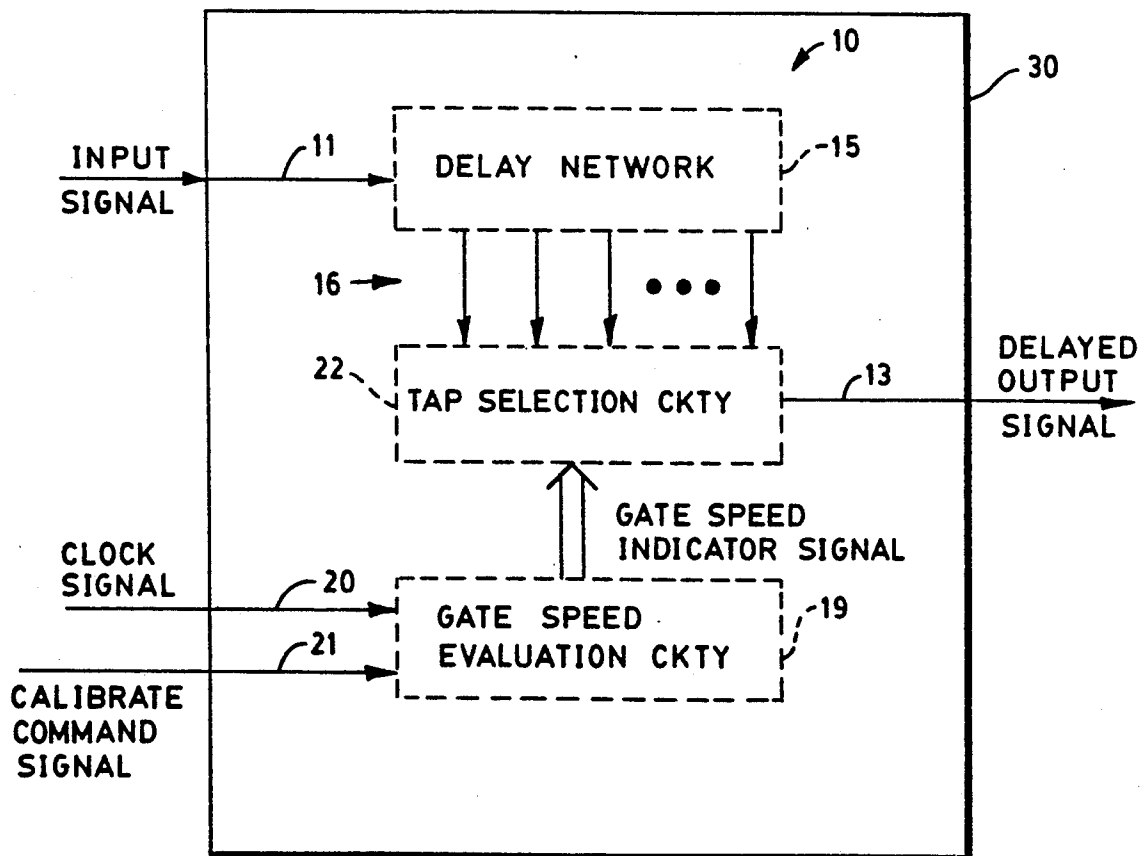 10
30
INPUT
SIGNAL
11
DELAY NETWORK
15
16
22
TAP SELECTION CKTY
13
DELAYED
OUTPUT
SIGNAL
GATE SPEED
INDICATOR SIGNAL
CLOCK
SIGNAL
20
GATE SPEED
EVALUATION CKTY
19
21
CALIBRATE
COMMAND
SIGNAL